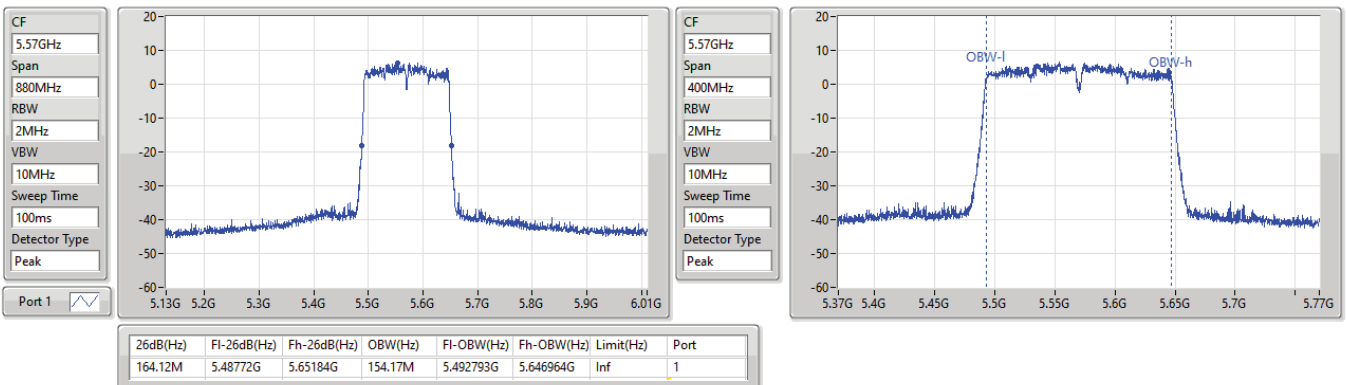 CF
5.57GHz
Span
880MHz
RBW
2MHz
VBW
10MHz
Sweep Time
100ms
Detector Type
Peak
Port 1
20
10
0
-10
-20
-30
-40
-50
-60
5.13G 5.2G 5.3G 5.4G 5.5G 5.6G 5.7G 5.8G 5.9G 6.01G
CF
5.57GHz
Span
400MHz
RBW
2MHz
VBW
10MHz
Sweep Time
100ms
Detector Type
Peak
20
10
0
-10
-20
-30
-40
-50
-60
OBW-l
OBW-h
5.37G 5.4G 5.45G 5.5G 5.55G 5.6G 5.65G 5.7G 5.77G
26dB(Hz) Fl-26dB(Hz) Fh-26dB(Hz) OBW(Hz) Fl-OBW(Hz) Fh-OBW(Hz) Limit(Hz) Port
164.12M 5.48772G 5.65184G 154.17M 5.492793G 5.646964G Inf 1